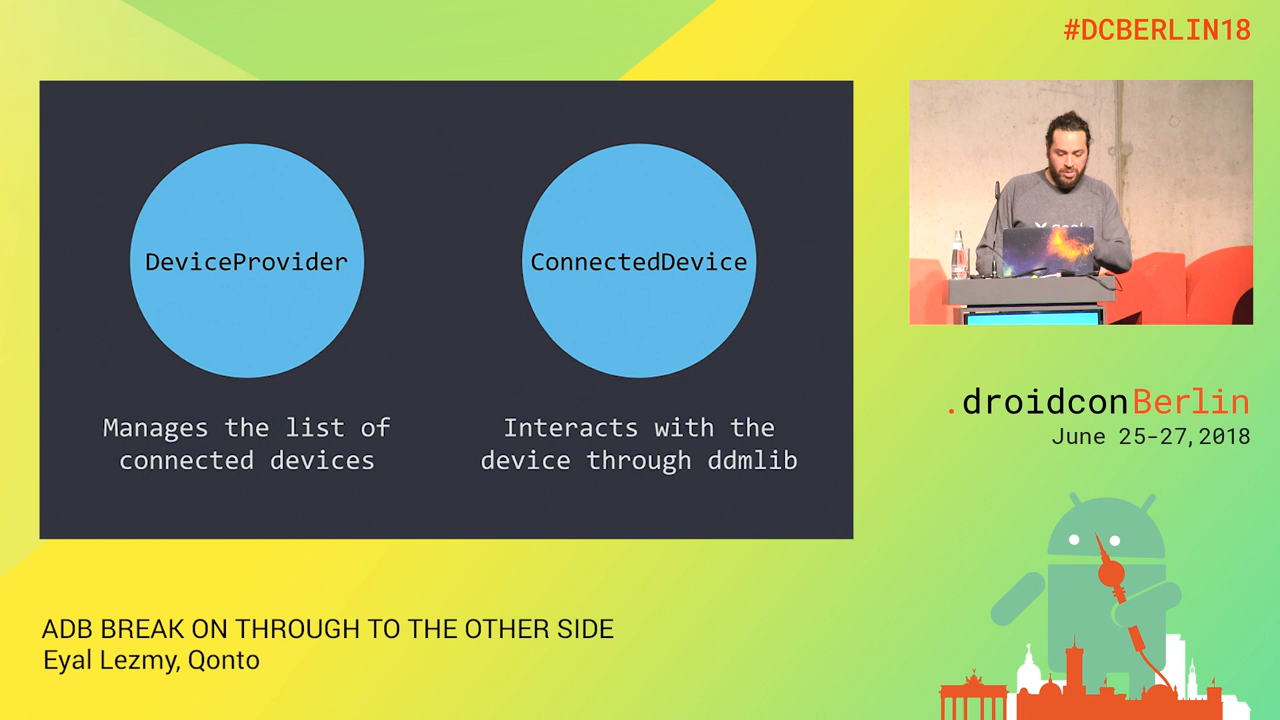 #DCBERLIN18
DeviceProvider
ConnectedDevice
Manages the list of
connected devices
Interacts with the
device through ddmlib
.droidconBerlin
June 25-27,2018
ADB BREAK ON THROUGH TO THE OTHER SIDE
Eyal Lezmy, Qonto